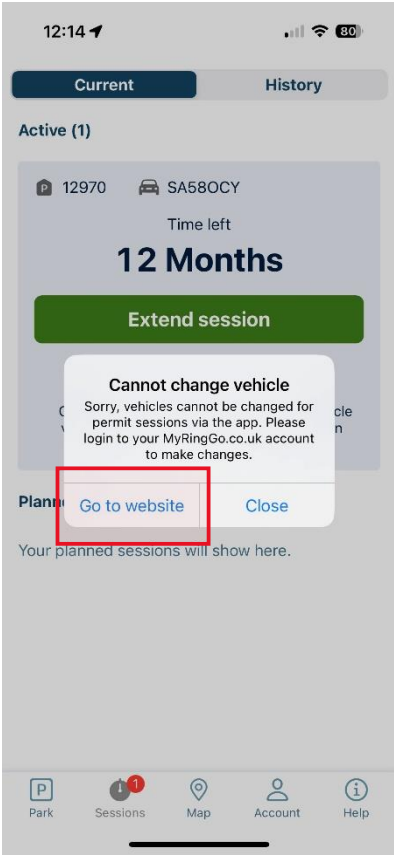 12:14
80
Current History
Active (1)
12970 SA58OCY
Time left
12 Months
Extend session
Cannot change vehicle
Sorry, vehicles cannot be changed for
permit sessions via the app. Please
login to your MyRingGo.co.uk account
to make changes.
Go to website Close
Your planned sessions will show here.
1
P
Park Sessions Map Account Help